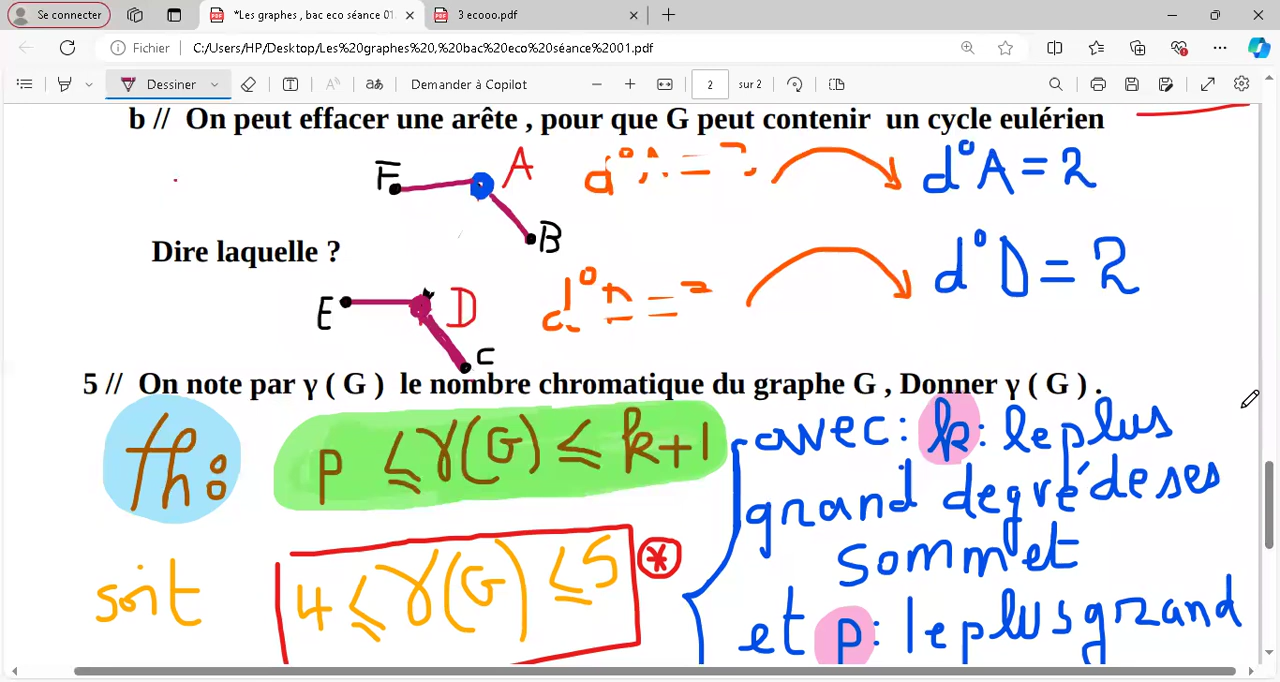 Se connecter
*Les graphes , bac eco séance 01.
3 ecooo.pdf
Fichier
C:/Users/HP/Desktop/Les%20graphes%20,%20bac%20eco%20séance%2001.pdf
Dessiner
Demander à Copilot
2
sur 2
b // On peut effacer une arête , pour que G peut contenir un cycle eulérien
F
A
B
d°A = 2
Dire laquelle ?
E
D
C
d°D = 2
5 // On note par γ ( G ) le nombre chromatique du graphe G , Donner γ ( G ) .
Th:
p ≤ γ(G) ≤ k+1
avec: k: le plus
grand degré de ses
sommet
soit
4 ≤ γ(G) ≤ 5
*
et p: le plus grand